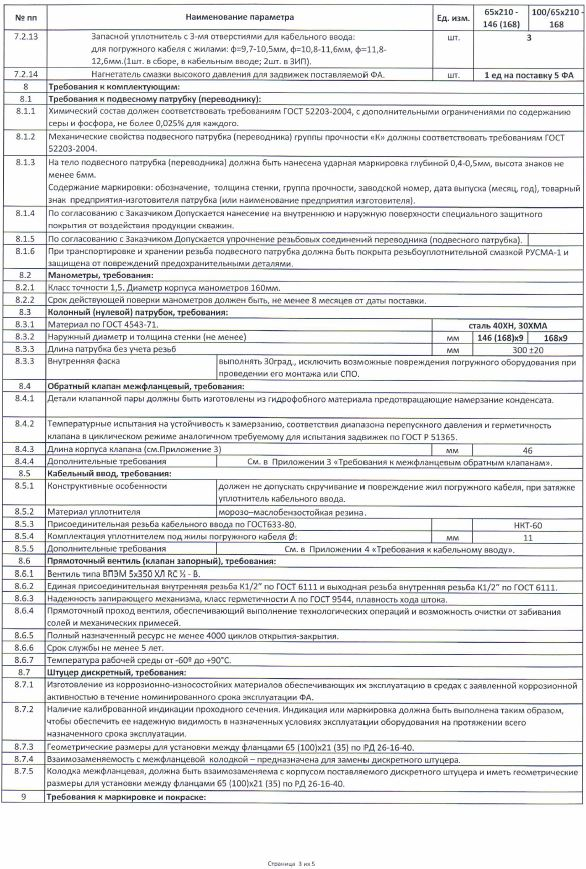 № пп Наименование параметра Ед. изм. 65х210 - 146 (168) 100/65х210 - 168
7.2.13 Запасной уплотнитель с 3-мя отверстиями для кабельного ввода: шт. 3
для погружного кабеля с жилами: ф=9,7-10,5мм, ф=10,8-11,6мм, ф=11,8-
12,6мм.(1шт. в сборе, в кабельном вводе; 2шт. в ЗИП).
7.2.14 Нагнетатель смазки высокого давления для задвижек поставляемой ФА. шт. 1 ед на поставку 5 ФА
8 Требования к комплектующим:
8.1 Требования к подвесному патрубку (переводнику):
8.1.1 Химический состав должен соответствовать требованиям ГОСТ 52203-2004, с дополнительными ограничениями по содержанию
серы и фосфора, не более 0,025% для каждого.
8.1.2 Механические свойства подвесного патрубка (переводника) группы прочности «К» должны соответствовать требованиям ГОСТ
52203-2004.
8.1.3 На тело подвесного патрубка (переводника) должна быть нанесена ударная маркировка глубиной 0,4-0,5мм, высота знаков не
менее 6мм.
Содержание маркировки: обозначение, толщина стенки, группа прочности, заводской номер, дата выпуска (месяц, год), товарный
знак предприятия-изготовителя патрубка (или наименование предприятия изготовителя).
8.1.4 По согласованию с Заказчиком Допускается нанесение на внутреннюю и наружную поверхности специального защитного
покрытия от воздействия продукции скважин.
8.1.5 По согласованию с Заказчиком Допускается упрочнение резьбовых соединений переводника (подвесного патрубка).
8.1.6 При транспортировке и хранении резьба подвесного патрубка должна быть покрыта резьбоуплотнительной смазкой РУСМА-1 и
защищена от повреждений предохранительными деталями.
8.2 Манометры, требования:
8.2.1 Класс точности 1,5. Диаметр корпуса манометров 160мм.
8.2.2 Срок действующей поверки манометров должен быть, не менее 8 месяцев от даты поставки.
8.3 Колонный (нулевой) патрубок, требования:
8.3.1 Материал по ГОСТ 4543-71. сталь 40ХН, 30ХМА
8.3.2 Наружный диаметр и толщина стенки (не менее) мм 146 (168)х9 168х9
8.3.3 Длина патрубка без учета резьб мм 300 ±20
8.3.3 Внутренняя фаска выполнять 30град., исключить возможные повреждения погружного оборудования при
проведении его монтажа или СПО.
8.4 Обратный клапан межфланцевый, требования:
8.4.1 Детали клапанной пары должны быть изготовлены из гидрофобного материала предотвращающие намерзание конденсата.
8.4.2 Температурные испытания на устойчивость к замерзанию, соответствия диапазона перепускного давления и герметичность
клапана в циклическом режиме аналогичном требуемому для испытания задвижек по ГОСТ Р 51365.
8.4.3 Длина корпуса клапана (см.Приложение 3) мм 46
8.4.4 Дополнительные требования См. в Приложении 3 «Требования к межфланцевым обратным клапанам».
8.5 Кабельный ввод, требования:
8.5.1 Конструктивные особенности должен не допускать скручивание и повреждение жил погружного кабеля, при затяжке
уплотнитель кабельного ввода.
8.5.2 Материал уплотнителя морозо–маслобензостойкая резина.
8.5.3 Присоединительная резьба кабельного ввода по ГОСТ633-80. НКТ-60
8.5.4 Комплектация уплотнителем под жилы погружного кабеля Ø: мм 11
8.5.5 Дополнительные требования См. в Приложении 4 «Требования к кабельному вводу».
8.6 Прямоточный вентиль (клапан запорный), требования:
8.6.1 Вентиль типа ВПЭМ 5х350 ХЛ RC ½ - В.
8.6.2 Единая присоединительная внутренняя резьба К1/2” по ГОСТ 6111 и выходная резьба внутренняя резьба К1/2” по ГОСТ 6111.
8.6.3 Надежность запирающего механизма, класс герметичности А по ГОСТ 9544, плавность хода штока.
8.6.4 Прямоточный проход вентиля, обеспечивающий выполнение технологических операций и возможность очистки от забивания
солей и механических примесей.
8.6.5 Полный назначенный ресурс не менее 4000 циклов открытия-закрытия.
8.6.6 Срок службы не менее 5 лет.
8.6.7 Температура рабочей среды от -60º до +90°С.
8.7 Штуцер дискретный, требования:
8.7.1 Изготовление из коррозионно-износостойких материалов обеспечивающих их эксплуатацию в средах с заявленной коррозионной
активностью в течение номинированного срока эксплуатации ФА.
8.7.2 Наличие калиброванной индикации проходного сечения. Индикация или маркировка должна быть выполнена таким образом,
чтобы обеспечить ее надежную видимость в назначенных условиях эксплуатации оборудования на протяжении всего
назначенного срока эксплуатации.
8.7.3 Геометрические размеры для установки между фланцами 65 (100)х21 (35) по РД 26-16-40.
8.7.4 Взаимозаменяемость с межфланцевой колодкой – предназначена для замены дискретного штуцера.
8.7.5 Колодка межфланцевая, должна быть взаимозаменяема с корпусом поставляемого дискретного штуцера и иметь геометрические
размеры для установки между фланцами 65 (100)х21 (35) по РД 26-16-40.
9 Требования к маркировке и покраске:
Страница 3 из 5